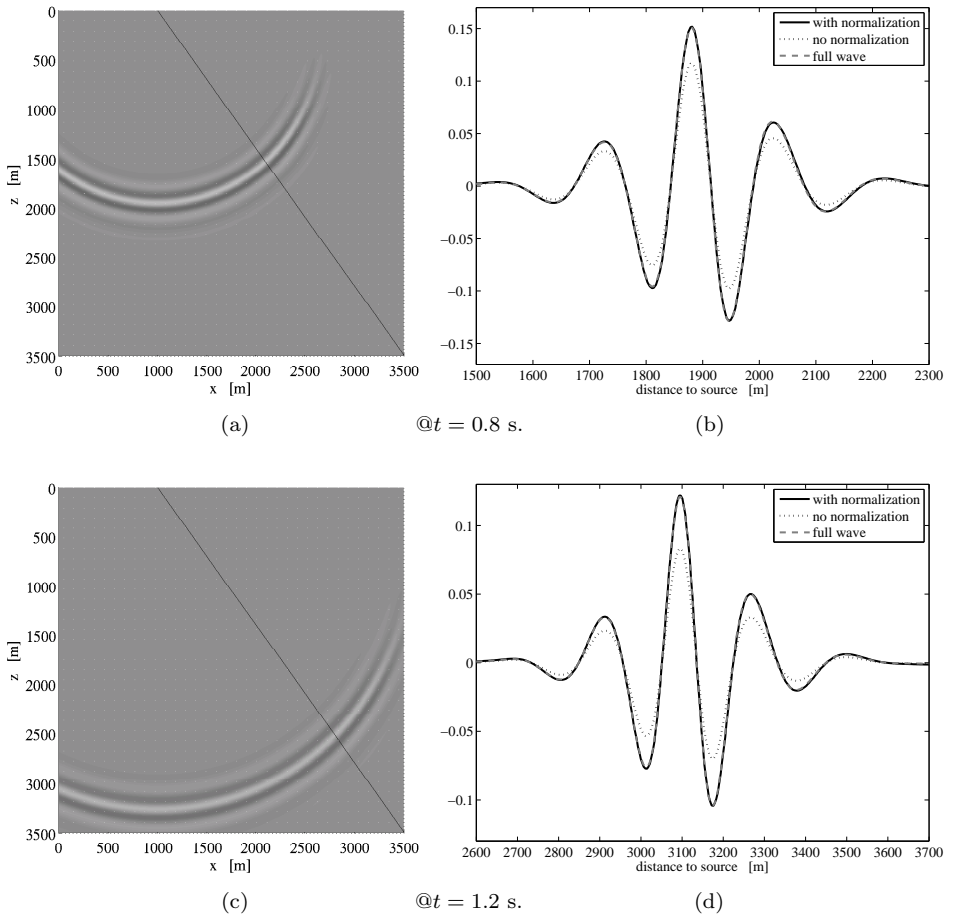 0
500
1000
1500
2000
2500
3000
3500
z [m]
0 500 1000 1500 2000 2500 3000 3500
x [m]
0.15
0.1
0.05
0
−0.05
−0.1
−0.15
with normalization
no normalization
full wave
1500 1600 1700 1800 1900 2000 2100 2200 2300
distance to source [m]
(a) @t = 0.8 s. (b)
0
500
1000
1500
2000
2500
3000
3500
z [m]
0 500 1000 1500 2000 2500 3000 3500
x [m]
0.1
0.05
0
−0.05
−0.1
with normalization
no normalization
full wave
2600 2700 2800 2900 3000 3100 3200 3300 3400 3500 3600 3700
distance to source [m]
(c) @t = 1.2 s. (d)